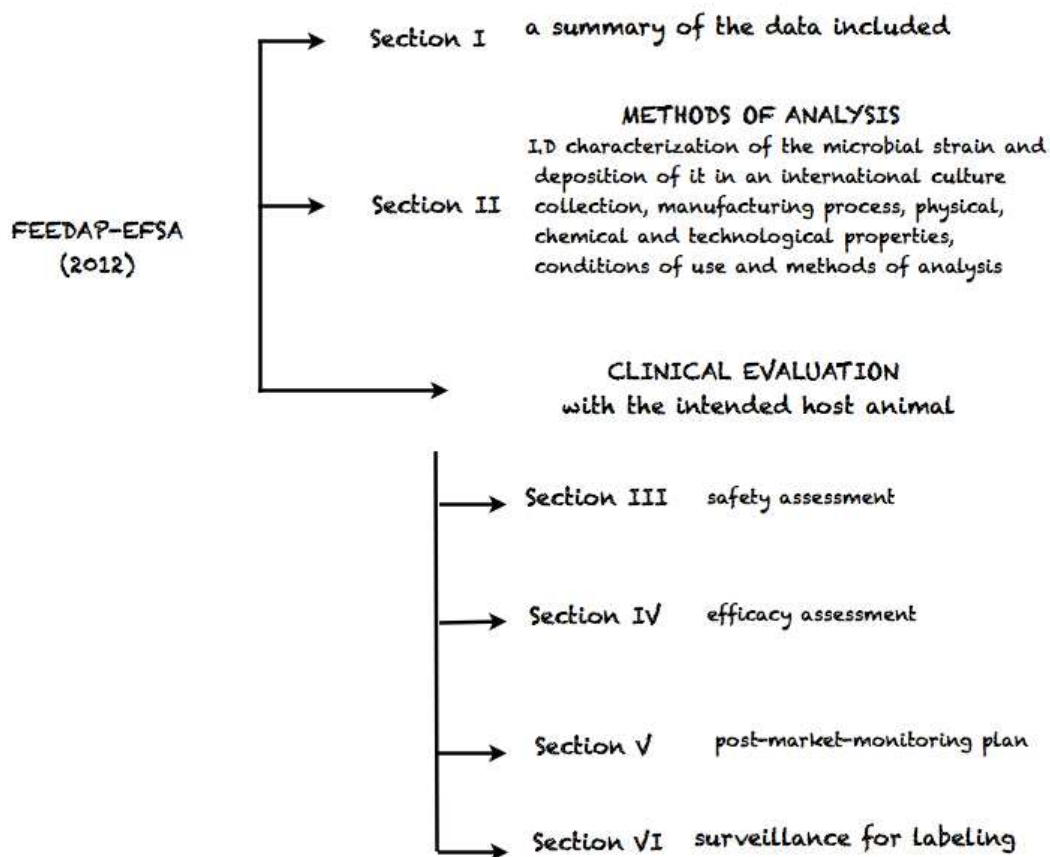 Section I a summary of the data included
METHODS OF ANALYSIS
I.D characterization of the microbial strain and
deposition of it in an international culture
Section II collection, manufacturing process, physical,
chemical and technological properties,
conditions of use and methods of analysis
FEEDAP-EFSA
(2012)
CLINICAL EVALUATION
with the intended host animal
Section III safety assessment
Section IV efficacy assessment
Section V post-market-monitoring plan
Section VI surveillance for labeling